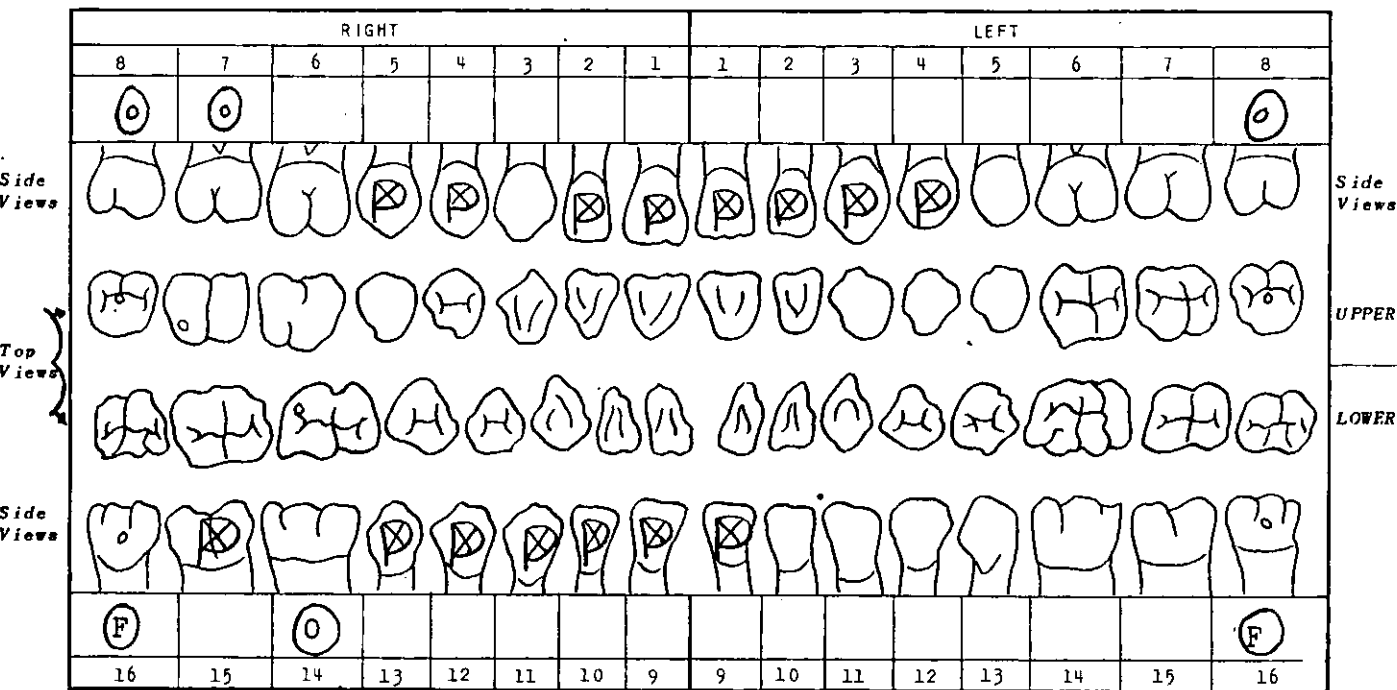 RIGHT LEFT
8 7 6 5 4 3 2 1 1 2 3 4 5 6 7 8
O O O
Side Views Side Views
P P P P P P P P
UPPER
Top Views
LOWER
Side Views
P P P P P P P
F O F
16 15 14 13 12 11 10 9 9 10 11 12 13 14 15 16